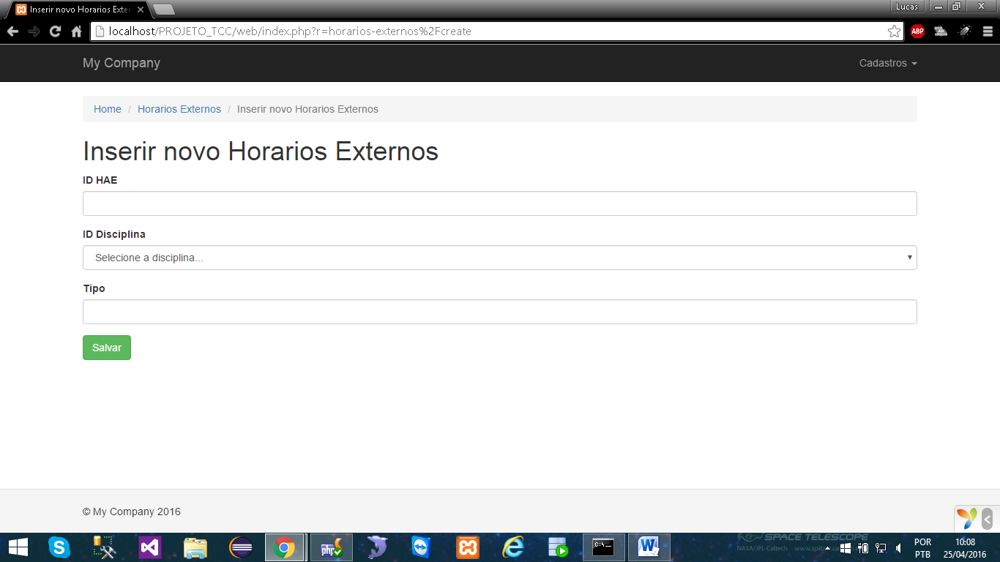 Inserir novo Horarios Exter
Lucas
localhost/PROJETO_TCC/web/index.php?r=horarios-externos%2Fcreate
ABP
My Company
Cadastros
Home / Horarios Externos / Inserir novo Horarios Externos
Inserir novo Horarios Externos
ID HAE
ID Disciplina
Selecione a disciplina...
Tipo
Salvar
© My Company 2016
SPACE TELESCOPE
NASA/JPL-Caltech
POR
PTB
10:08
25/04/2016